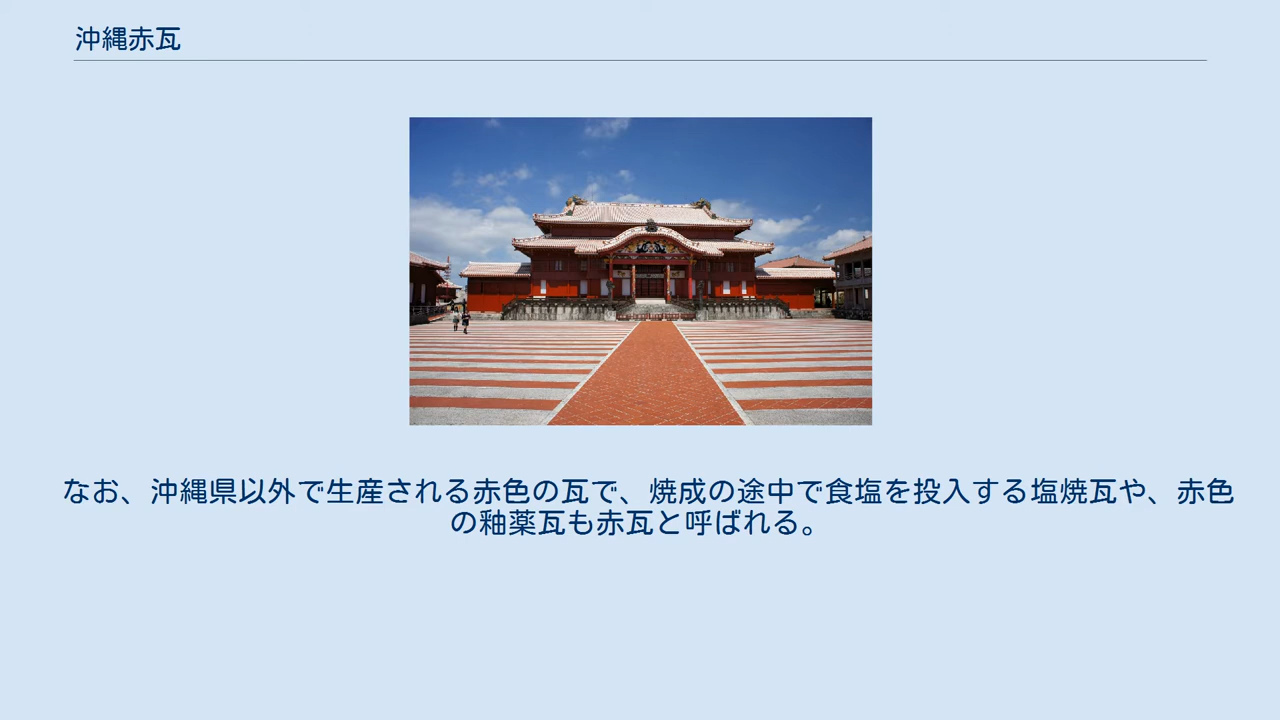 沖縄赤瓦
なお、沖縄県以外で生産される赤色の瓦で、焼成の途中で食塩を投入する塩焼瓦や、赤色
の釉薬瓦も赤瓦と呼ばれる。